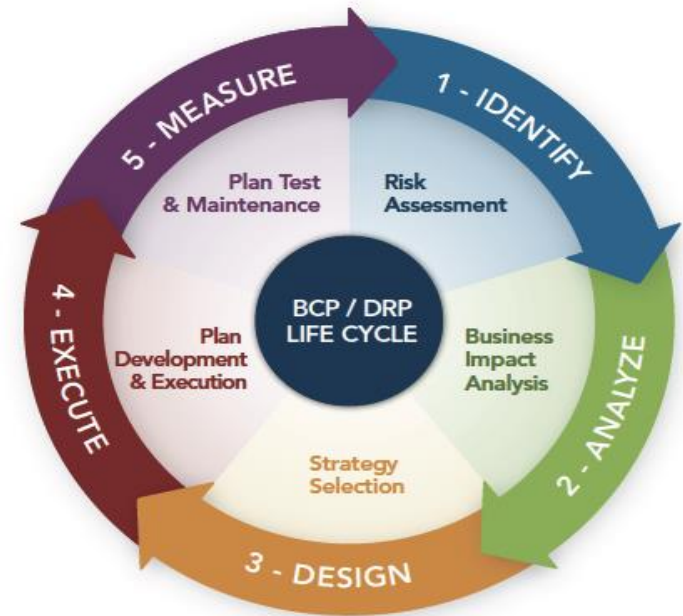 1 - IDENTIFY
Risk
Assessment
2 - ANALYZE
Business
Impact
Analysis
3 - DESIGN
Strategy
Selection
4 - EXECUTE
Plan
Development
& Execution
5 - MEASURE
Plan Test
& Maintenance
BCP / DRP
LIFE CYCLE